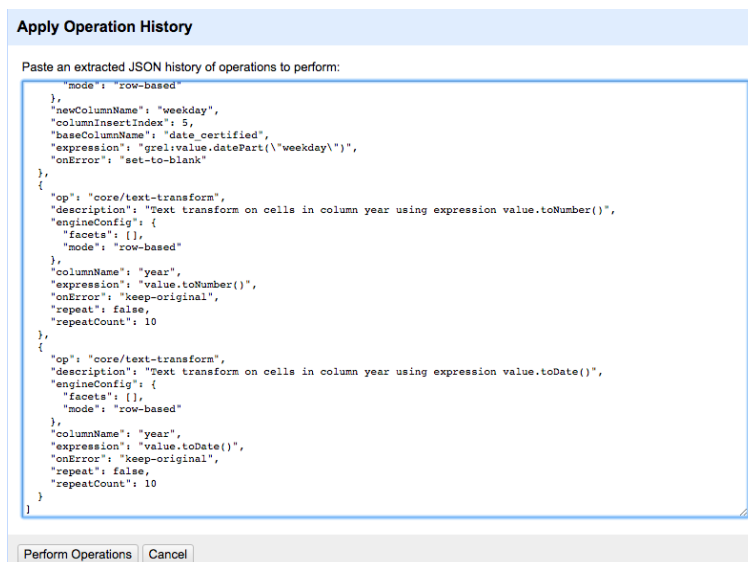 Apply Operation History
Paste an extracted JSON history of operations to perform:
"mode": "row-based"
},
"newColumnName": "weekday",
"columnInsertIndex": 5,
"baseColumnName": "date_certified",
"expression": "grel:value.datePart(\"weekday\")",
"onError": "set-to-blank"
},
{
"op": "core/text-transform",
"description": "Text transform on cells in column year using expression value.toNumber()",
"engineConfig": {
"facets": [],
"mode": "row-based"
},
"columnName": "year",
"expression": "value.toNumber()",
"onError": "keep-original",
"repeat": false,
"repeatCount": 10
},
{
"op": "core/text-transform",
"description": "Text transform on cells in column year using expression value.toDate()",
"engineConfig": {
"facets": [],
"mode": "row-based"
},
"columnName": "year",
"expression": "value.toDate()",
"onError": "keep-original",
"repeat": false,
"repeatCount": 10
}
]
Perform Operations Cancel